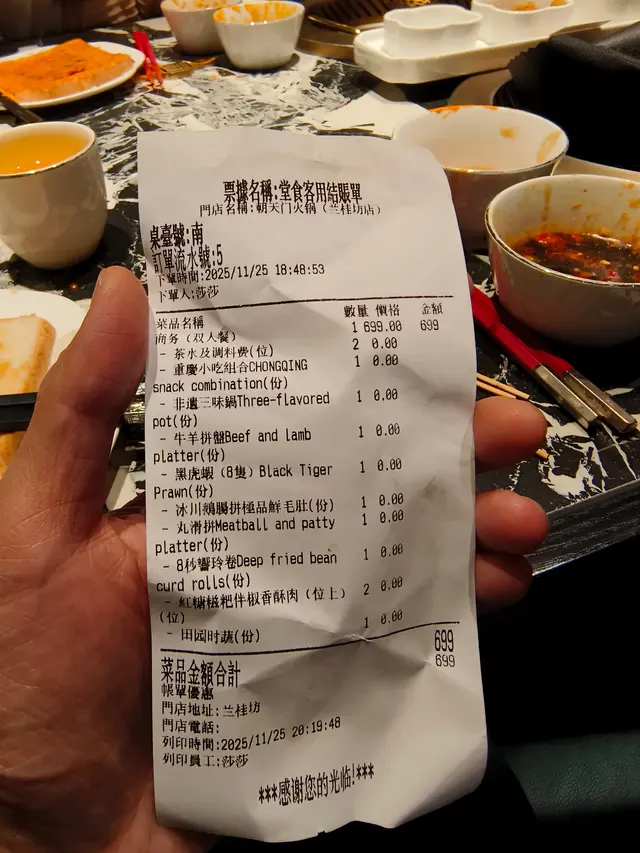 票據名稱:堂食客用結賬單
門店名稱:朝天门火锅（兰桂坊店）
桌臺號:南
訂單流水號:5
下單時間:2025/11/25 18:48:53
下單人:莎莎
菜品名稱 數量 價格 金額
商务（双人餐） 1 699.00 699
- 茶水及调料费(位) 2 0.00
- 重慶小吃組合CHONGQING 1 0.00
snack combination(份)
- 非遺三味鍋Three-flavored 1 0.00
pot(份)
- 牛羊拼盤Beef and lamb 1 0.00
platter(份)
- 黑虎蝦（8隻）Black Tiger 1 0.00
Prawn(份)
- 冰川鵝腸拼極品鮮毛肚(份) 1 0.00
- 丸滑拼Meatball and patty 1 0.00
platter(份)
- 8秒響玲卷Deep fried bean 1 0.00
curd rolls(份)
- 紅糖糍粑伴椒香酥肉（位上） 2 0.00
(位)
- 田园时蔬(份) 1 0.00
菜品金額合計 699
帳單優惠 699
門店地址:兰桂坊
門店電話:
列印時間:2025/11/25 20:19:48
列印員工:莎莎
***感谢您的光临!***